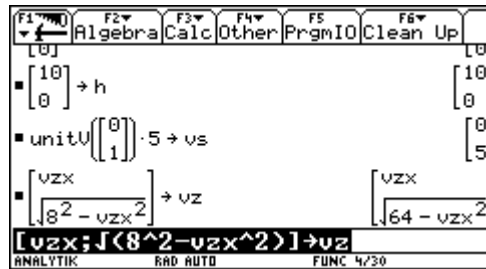 F1 F2 Algebra F3 Calc F4 Other F5 PrgmIO F6 Clean Up
[0] [0
▪ [10; 0] → h [10; 0
▪ unitV([0; 1])·5 → vs [0; 5
▪ [vzx; √(8² - vzx²)] → vz [vzx; √(64 - vzx²
[vzx;√(8^2-vzx^2)]→vz
ANALYTIK RAD AUTO FUNC 4/30